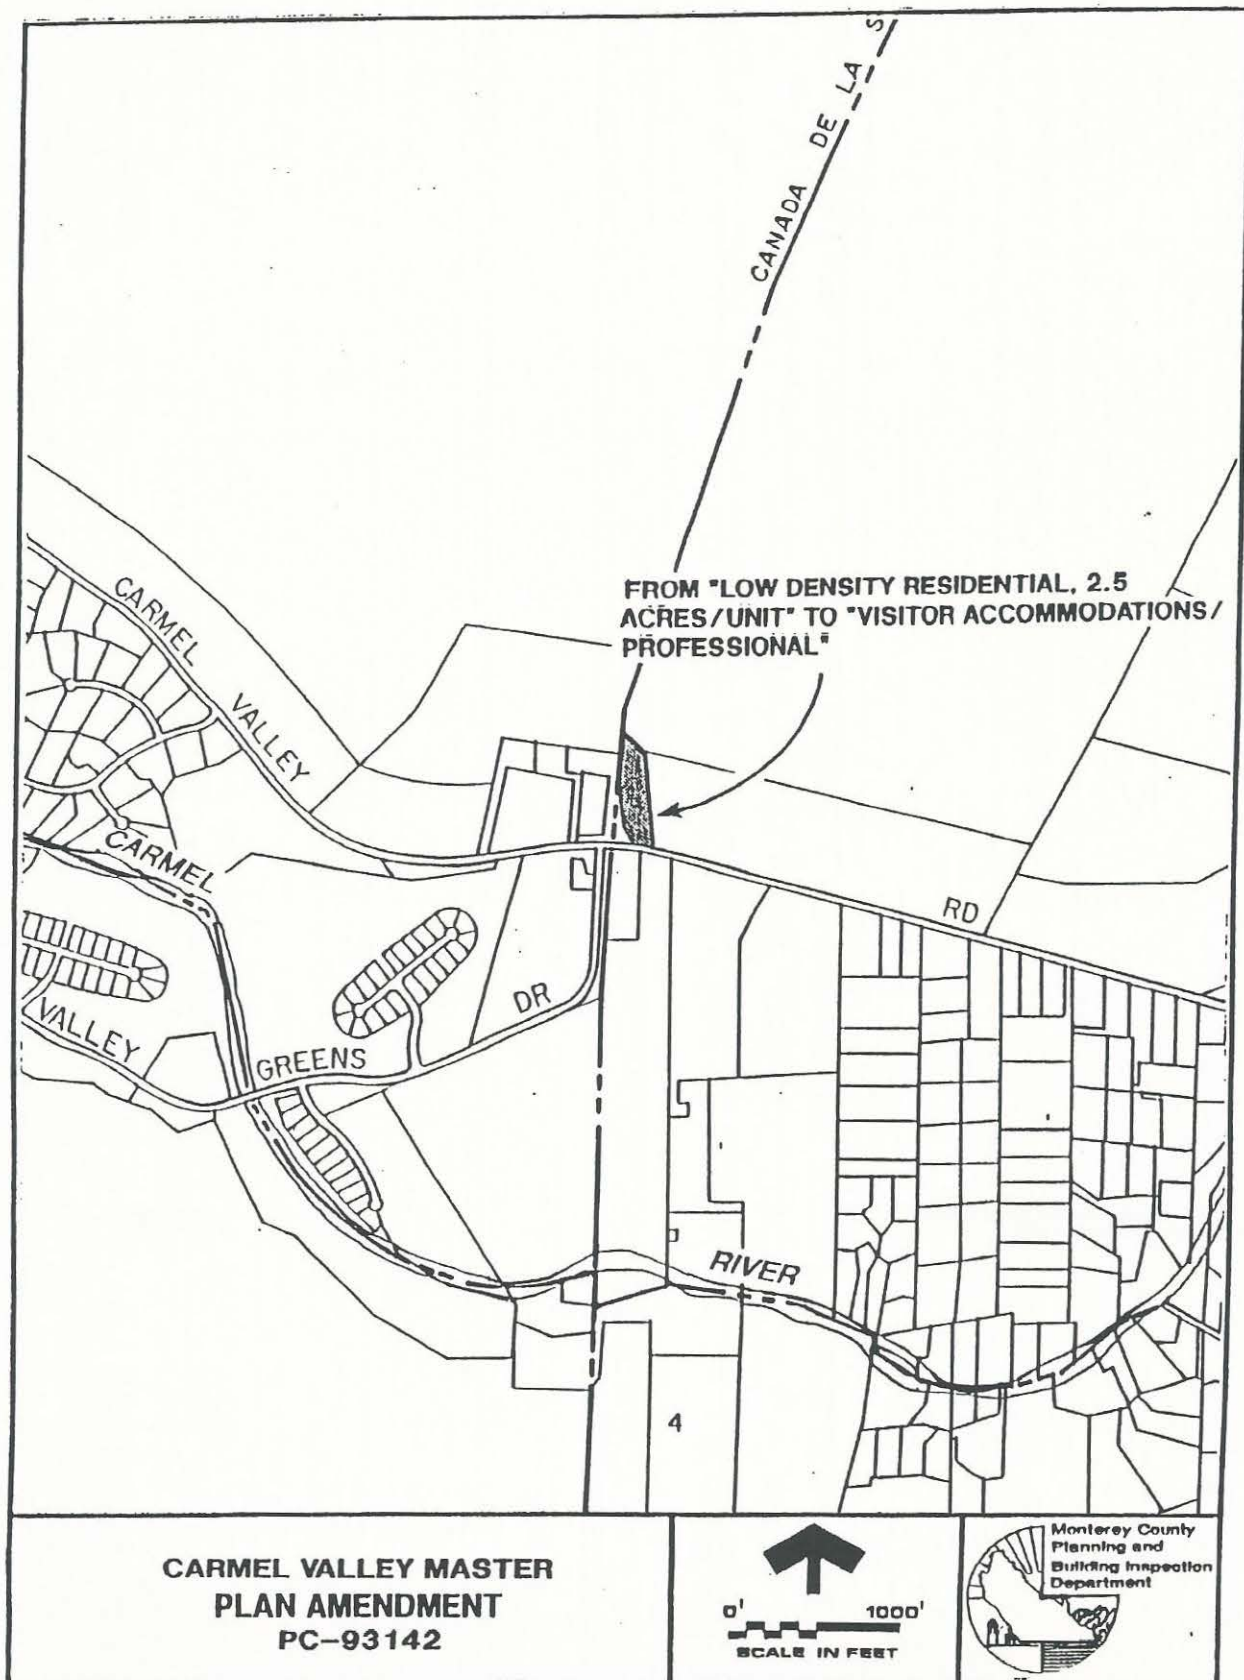 CANADA DE LA S
FROM "LOW DENSITY RESIDENTIAL, 2.5
ACRES/UNIT" TO "VISITOR ACCOMMODATIONS/
PROFESSIONAL"
CARMEL
VALLEY
RD
CARMEL
VALLEY
GREENS
DR
RIVER
4
CARMEL VALLEY MASTER
PLAN AMENDMENT
PC-93142
0' 1000'
SCALE IN FEET
Monterey County
Planning and
Building Inspection
Department